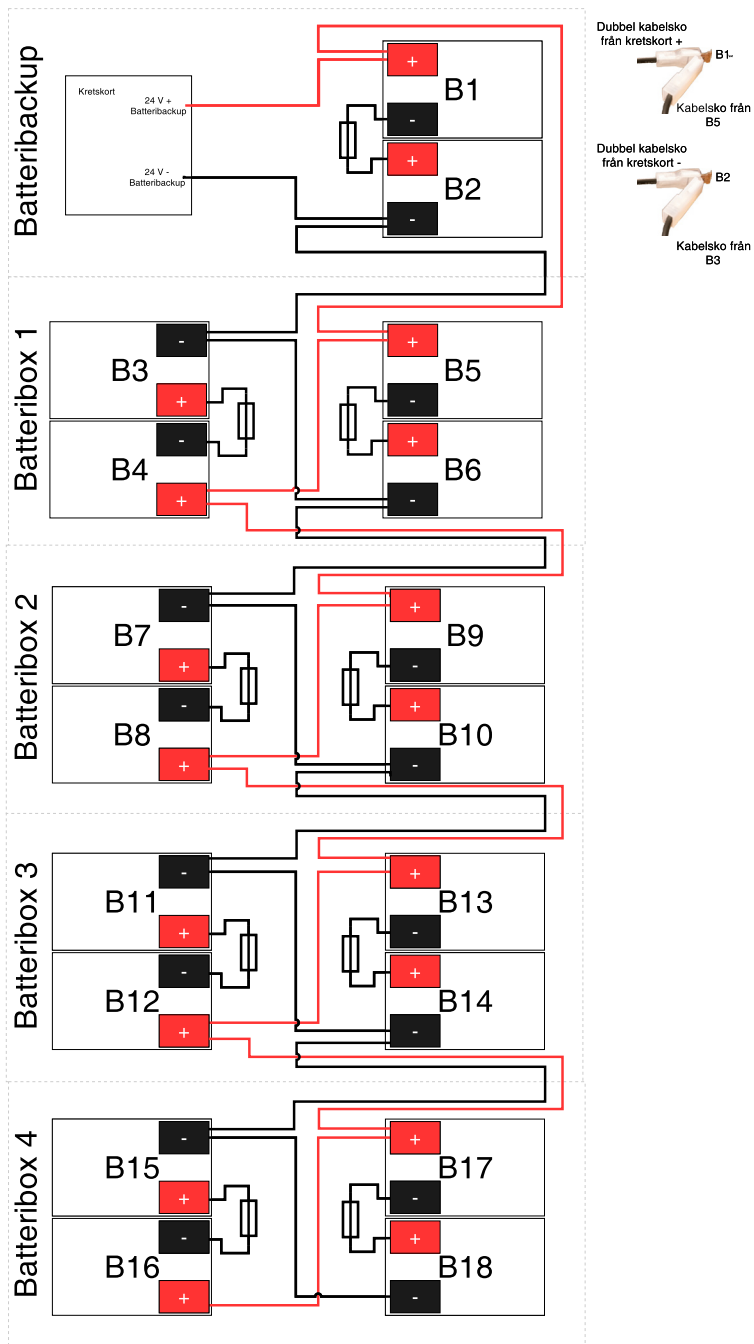 Batteribackup
Kretskort
24 V +
Batteribackup
24 V -
Batteribackup
+
B1
-
+
B2
-
Dubbel kabelsko
från kretskort +
B1-
Kabelsko från
B5
Dubbel kabelsko
från kretskort -
B2
Kabelsko från
B3
Batteribox 1
-
B3
+
-
B4
+
+
B5
-
+
B6
-
Batteribox 2
-
B7
+
-
B8
+
+
B9
-
+
B10
-
Batteribox 3
-
B11
+
-
B12
+
+
B13
-
+
B14
-
Batteribox 4
-
B15
+
-
B16
+
+
B17
-
+
B18
-